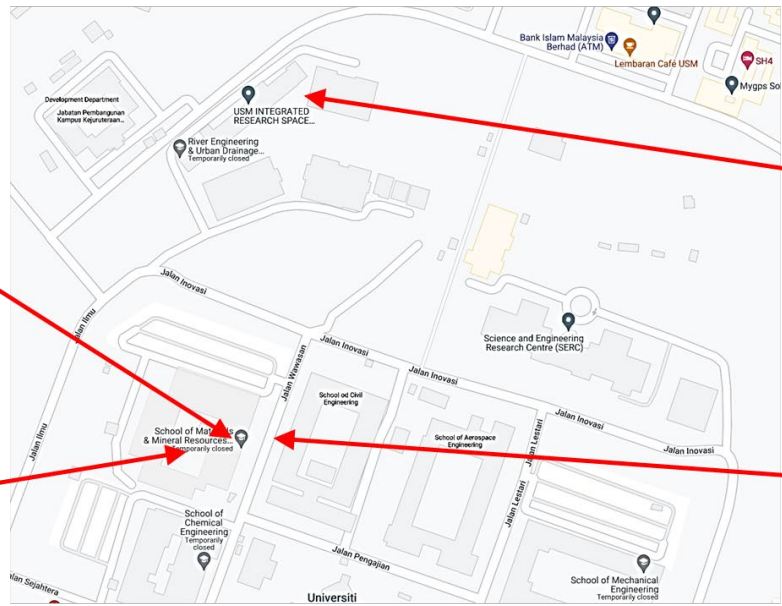 Bank Islam Malaysia
Berhad (ATM)
Lembaran Café USM
SH4
Mygps Sol
Development Department
Jabatan Pembangunan
Kampus Kejuruteraan...
USM INTEGRATED
RESEARCH SPACE...
River Engineering
& Urban Drainage...
Temporarily closed
Jalan Inovasi
Jalan Ilmu
Science and Engineering
Research Centre (SERC)
Jalan Inovasi
Jalan Wawasan
Jalan Inovasi
School od Civil
Engineering
Jalan Inovasi
Jalan Lestari
School of Aerospace
Engineering
Jalan Inovasi
School of Materials
& Mineral Resources...
Temporarily closed
Jalan Ilmu
Jalan Lestari
School of
Chemical
Engineering
Temporarily
closed
Jalan Pengajian
School of Mechanical
Engineering
Temporarily closed
alan Sejahtera
Universiti